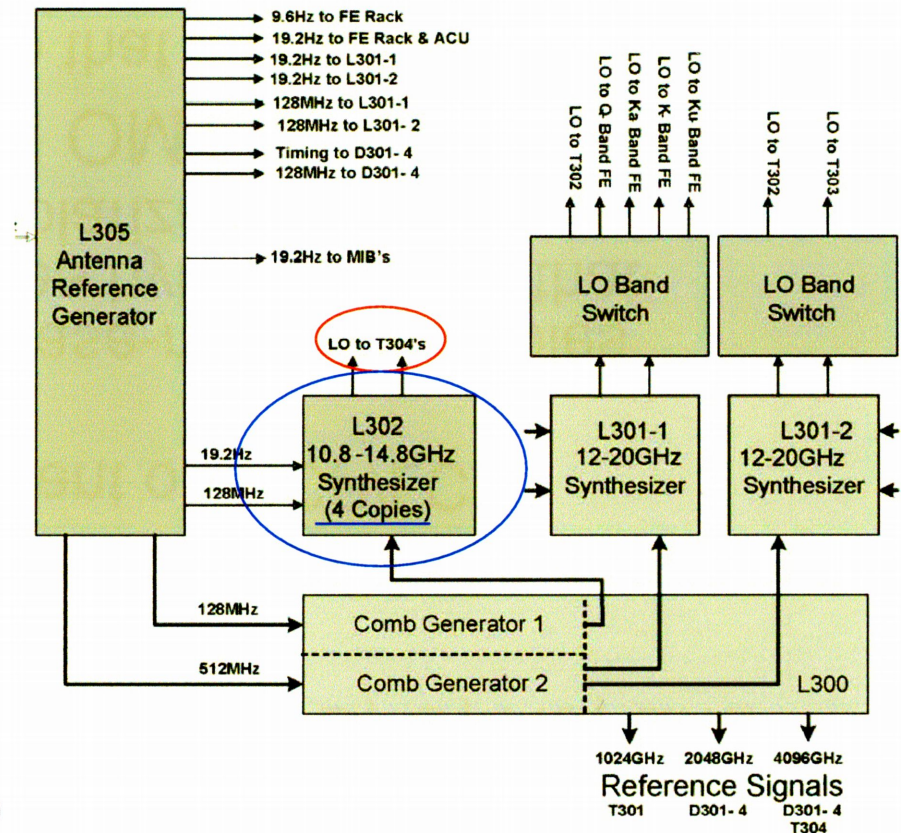 9.6Hz to FE Rack
19.2Hz to FE Rack & ACU
19.2Hz to L301-1
19.2Hz to L301-2
128MHz to L301-1
128MHz to L301- 2
Timing to D301- 4
128MHz to D301- 4
19.2Hz to MIB's
L305
Antenna
Reference
Generator
LO to T302
LO to Q- Band FE
LO to Ka Band FE
LO to K- Band FE
LO to Ku Band FE
LO to T302
LO to T303
LO Band
Switch
LO Band
Switch
LO to T304's
L302
10.8-14.8GHz
Synthesizer
(4 Copies)
L301-1
12-20GHz
Synthesizer
L301-2
12-20GHz
Synthesizer
19.2Hz
128MHz
128MHz
512MHz
Comb Generator 1
Comb Generator 2
L300
1024GHz
2048GHz
4096GHz
Reference Signals
T301
D301- 4
D301- 4
T304